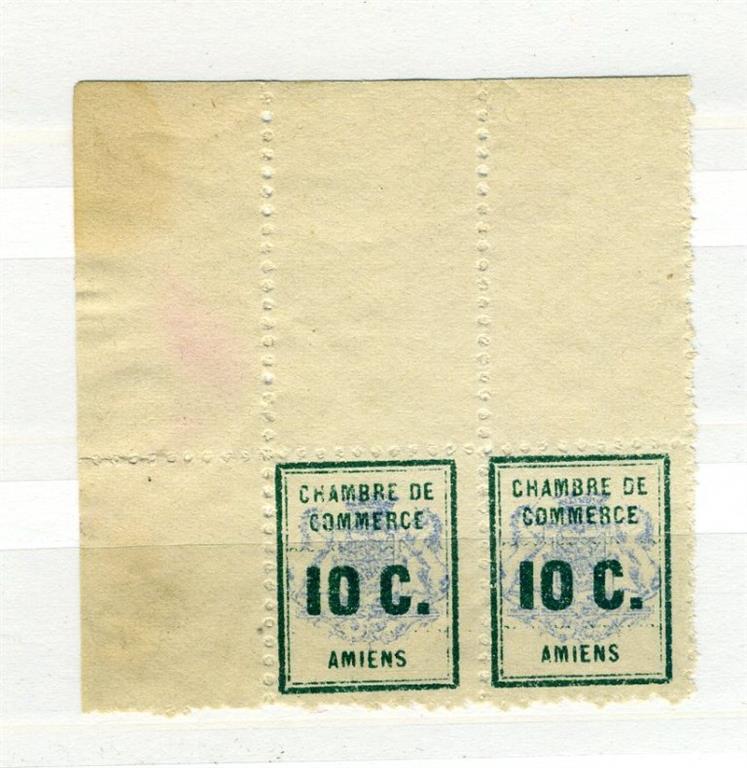 CHAMBRE DE
COMMERCE
10 C.
AMIENS
CHAMBRE DE
COMMERCE
10 C.
AMIENS